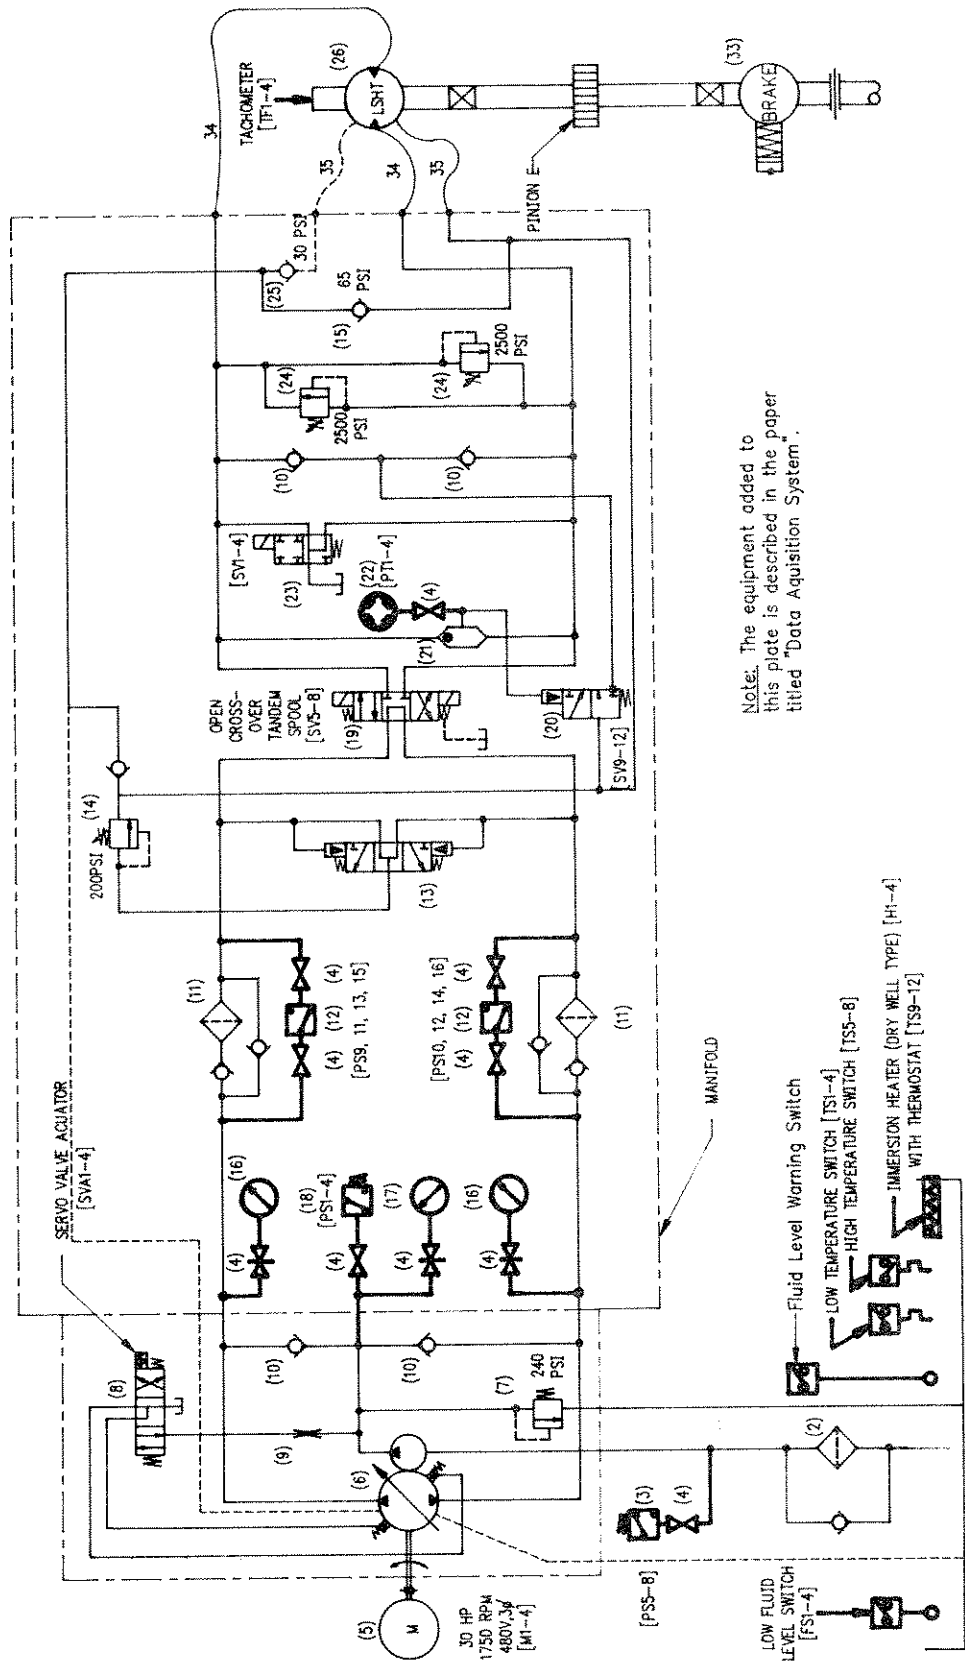 SERVO VALVE ACUATOR
[SVA1-4]
(8)
(9)
(6)
(5)
M
30 HP
1750 RPM
480V,3ø
[M1-4]
(10)
(10)
(7)
240
PSI
(4)
(16)
(18)
[PS1-4]
(4)
(17)
(4)
(16)
(4)
(11)
(4)
(12)
(4)
[PS9, 11, 13, 15]
[PS10, 12, 14, 16]
(4)
(12)
(4)
(11)
MANIFOLD
200PSI
(14)
(13)
OPEN
CROSS-
OVER
TANDEM
SPOOL
[SV5-8]
(19)
(20)
[SV9-12]
(21)
(4)
(22)
[PT1-4]
[SV1-4]
(23)
(10)
(10)
(24)
2500
PSI
(24)
2500
PSI
(15)
65
PSI
(25)
30 PSI
34
35
34
35
TACHOMETER
[TF1-4]
(26)
LSHT
PINION E
(33)
BRAKE
Note: The equipment added to
this plate is described in the paper
titled "Data Aquisition System".
[PS5-8]
(3)
(4)
(2)
LOW FLUID
LEVEL SWITCH
[FS1-4]
Fluid Level Warning Switch
LOW TEMPERATURE SWITCH [TS1-4]
HIGH TEMPERATURE SWITCH [TS5-8]
IMMERSION HEATER (DRY WELL TYPE) [H1-4]
WITH THERMOSTAT [TS9-12]